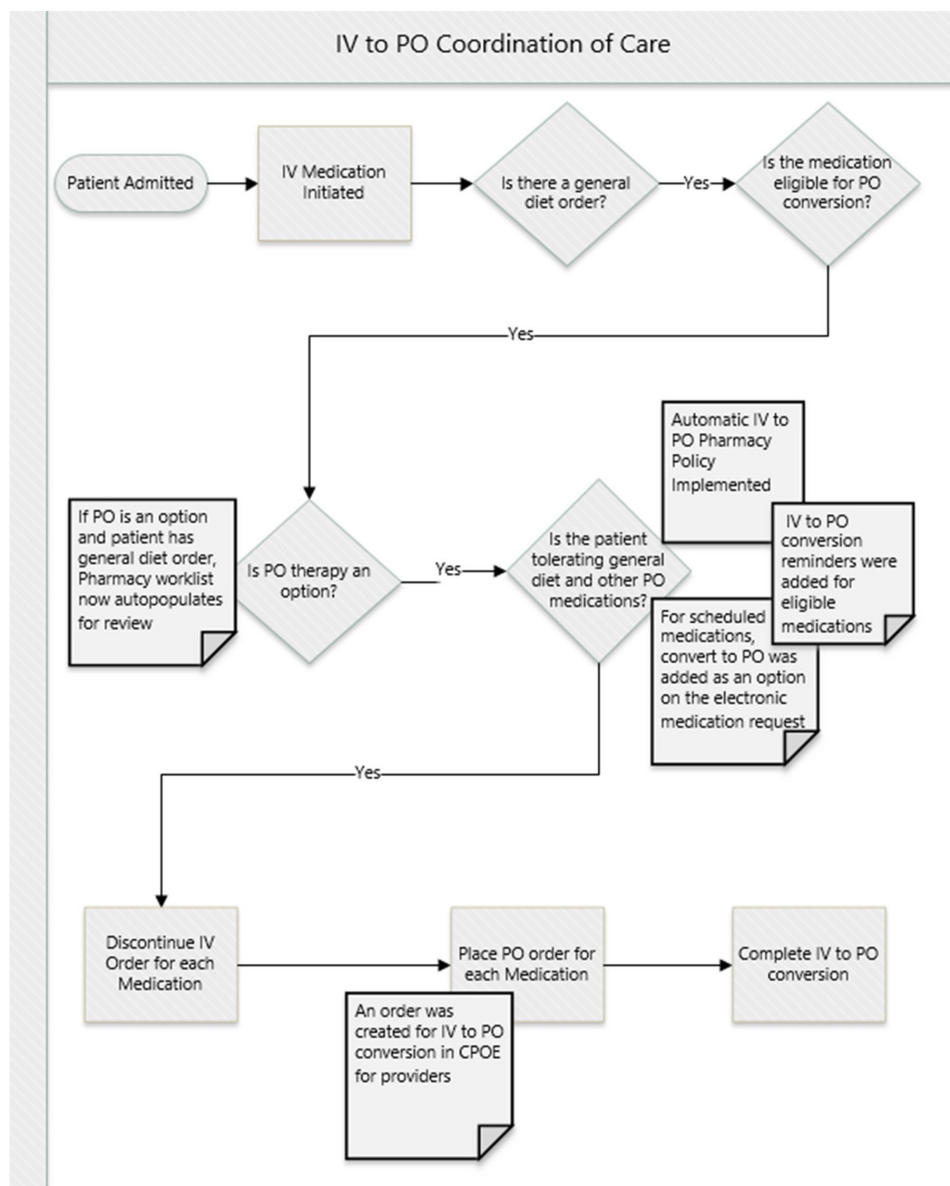 IV to PO Coordination of Care
Patient Admitted
IV Medication
Initiated
Is there a general
diet order?
Yes
Is the medication
eligible for PO
conversion?
Yes
If PO is an option
and patient has
general diet order,
Pharmacy worklist
now autopopulates
for review
Is PO therapy an
option?
Yes
Is the patient
tolerating general
diet and other PO
medications?
Automatic IV to
PO Pharmacy
Policy
Implemented
IV to PO
conversion
reminders were
added for
eligible
medications
For scheduled
medications,
convert to PO was
added as an option
on the electronic
medication request
Yes
Discontinue IV
Order for each
Medication
Place PO order for
each Medication
Complete IV to PO
conversion
An order was
created for IV to PO
conversion in CPOE
for providers